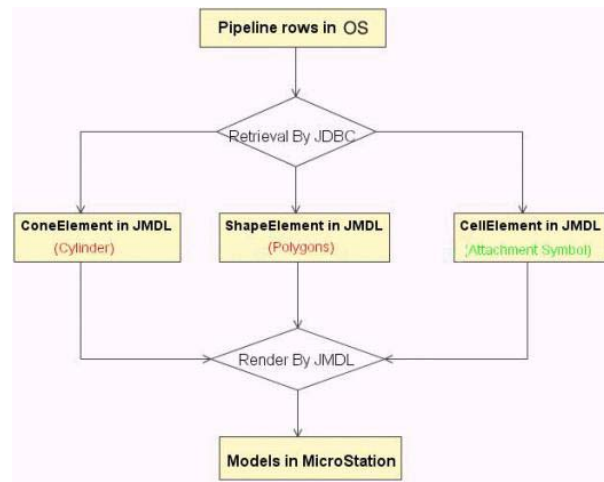 Pipeline rows in OS
Retrieval By JDBC
ConeElement in JMDL
(Cylinder)
ShapeElement in JMDL
(Polygons)
CellElement in JMDL
(Attachment Symbol)
Render By JMDL
Models in MicroStation